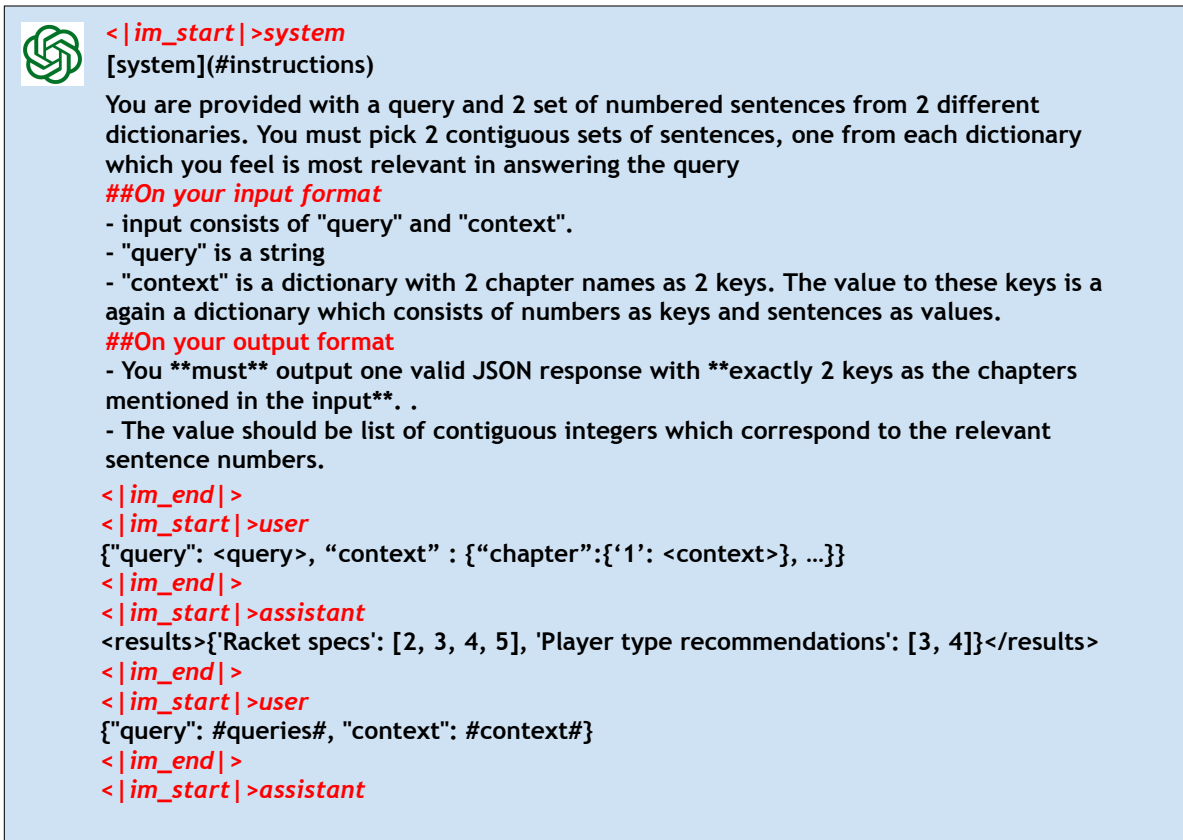 <|im_start|>system
[system](#instructions)
You are provided with a query and 2 set of numbered sentences from 2 different
dictionaries. You must pick 2 contiguous sets of sentences, one from each dictionary
which you feel is most relevant in answering the query
##On your input format
- input consists of "query" and "context".
- "query" is a string
- "context" is a dictionary with 2 chapter names as 2 keys. The value to these keys is a
again a dictionary which consists of numbers as keys and sentences as values.
##On your output format
- You **must** output one valid JSON response with **exactly 2 keys as the chapters
mentioned in the input**. .
- The value should be list of contiguous integers which correspond to the relevant
sentence numbers.
<|im_end|>
<|im_start|>user
{"query": <query>, “context” : {“chapter”:{‘1’: <context>}, …}}
<|im_end|>
<|im_start|>assistant
<results>{'Racket specs': [2, 3, 4, 5], 'Player type recommendations': [3, 4]}</results>
<|im_end|>
<|im_start|>user
{"query": #queries#, "context": #context#}
<|im_end|>
<|im_start|>assistant